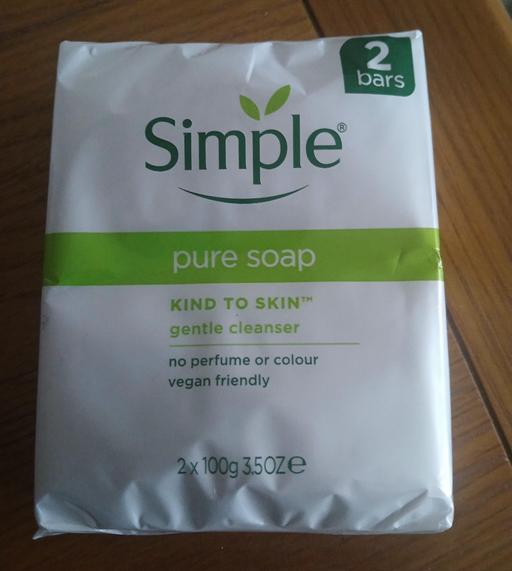 2
bars
Simple®
pure soap
KIND TO SKIN™
gentle cleanser
no perfume or colour
vegan friendly
2 x 100g 3.5OZ℮